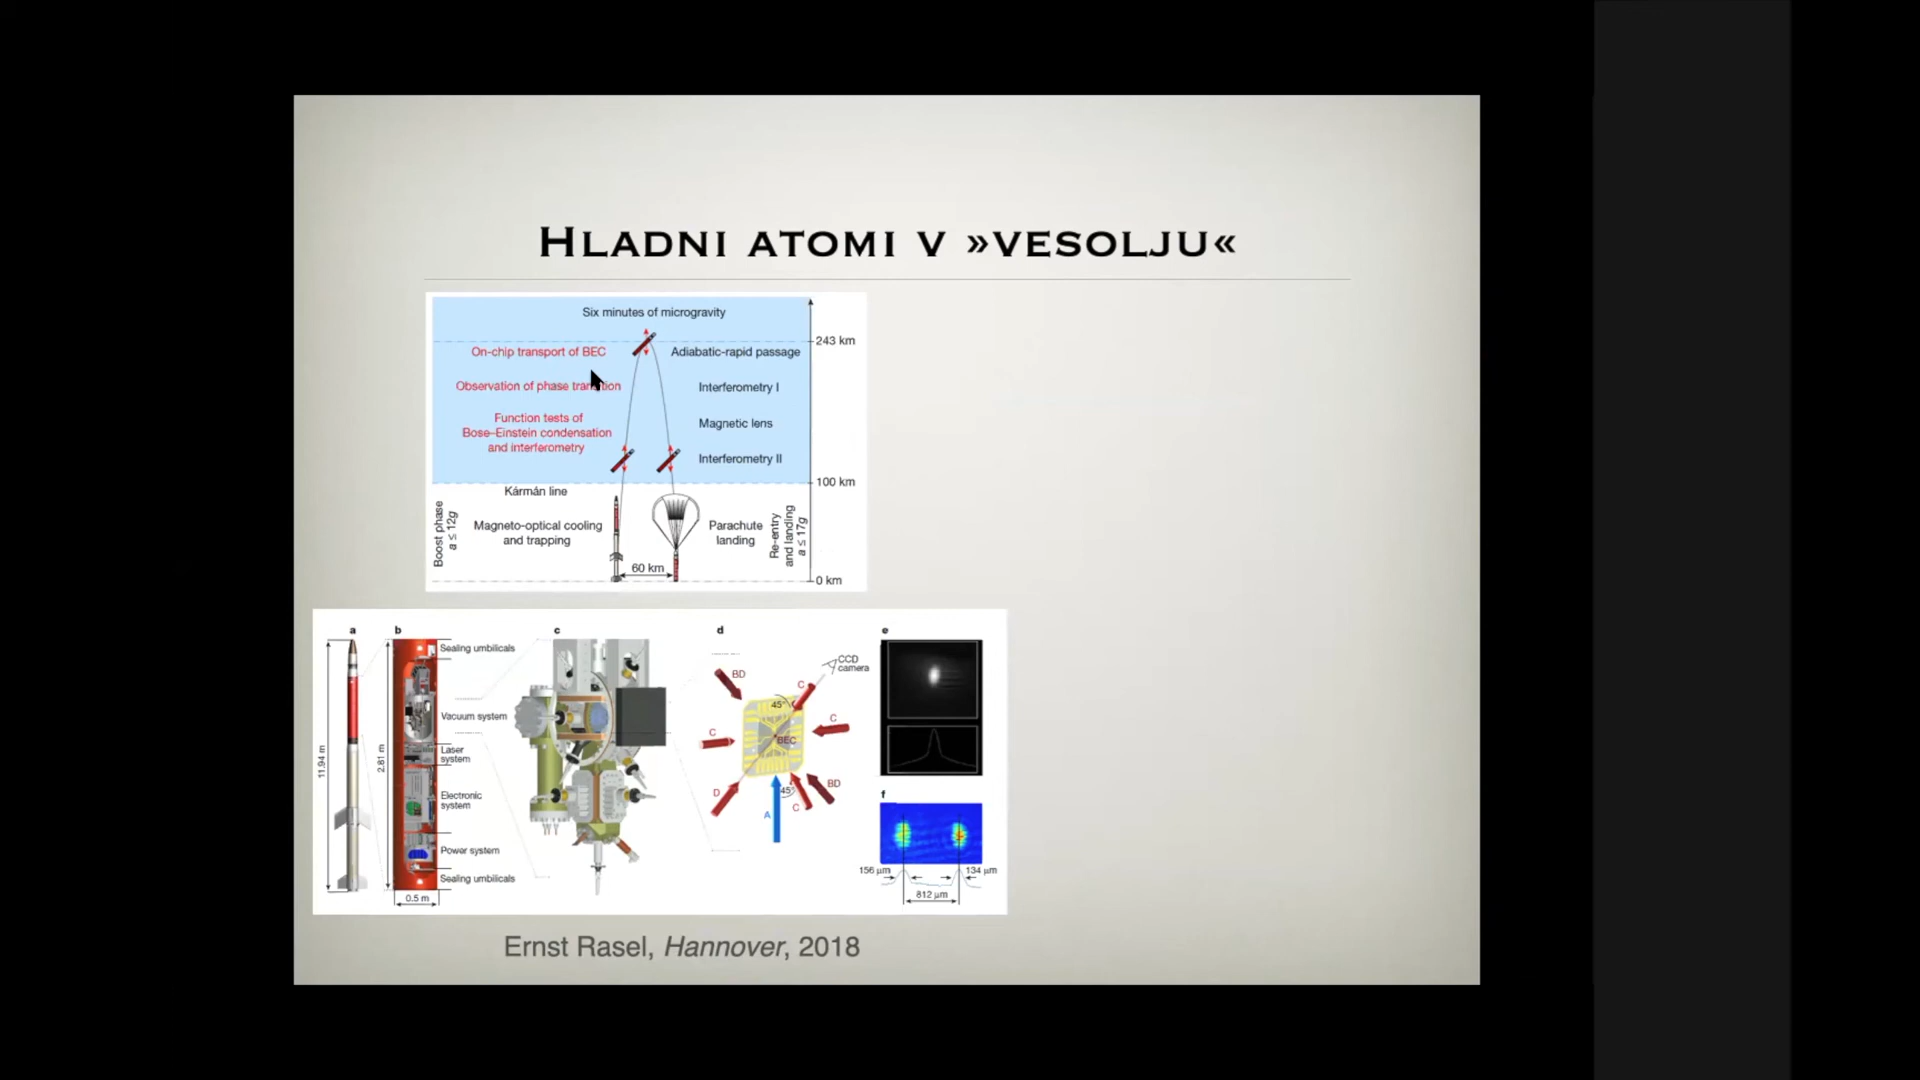 HLADNI ATOMI V »VESOLJU«
Six minutes of microgravity
243 km
On-chip transport of BEC
Adiabatic-rapid passage
Observation of phase transition
Interferometry I
Function tests of
Bose–Einstein condensation
and interferometry
Magnetic lens
Interferometry II
100 km
Kármán line
Boost phase
a ≤ 12g
Magneto-optical cooling
and trapping
Parachute
landing
Re-entry
and landing
a ≤ 17g
60 km
0 km
a
b
c
d
e
11.94 m
2.81 m
Sealing umbilicals
Vacuum system
Laser
system
Electronic
system
Power system
Sealing umbilicals
0.5 m
CCD
camera
BD
C
45°
C
C
BEC
D
45°
C
BD
A
f
156 µm
134 µm
812 µm
Ernst Rasel, Hannover, 2018